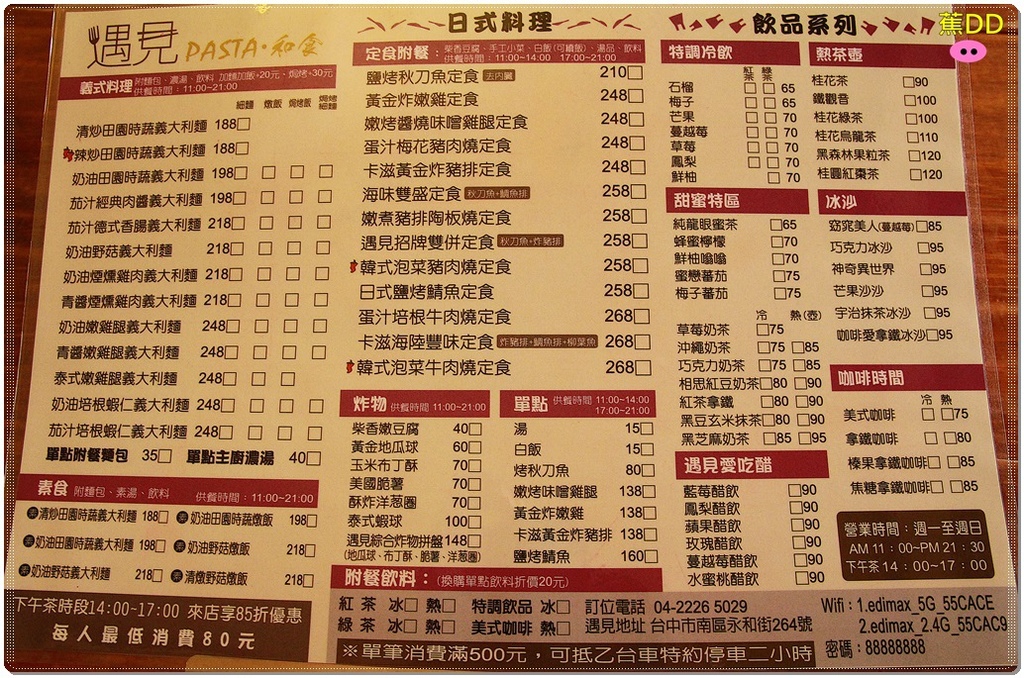 蕉DD
遇見 PASTA·和食
義式料理 附麵包、濃湯、飲料 加麵加飯+20元，焗烤+30元
供餐時間：11:00~21:00
細麵 燉飯 焗烤飯 焗烤細麵
清炒田園時蔬義大利麵 188□
辣炒田園時蔬義大利麵 188□
奶油田園時蔬義大利麵 198□ □ □ □
茄汁經典肉醬義大利麵 198□ □ □ □
茄汁德式香腸義大利麵 218□ □ □ □
奶油野菇義大利麵 218□ □ □ □
奶油煙燻雞肉義大利麵 218□ □ □ □
青醬煙燻雞肉義大利麵 218□ □ □ □
奶油嫩雞腿義大利麵 248□ □ □ □
青醬嫩雞腿義大利麵 248□ □ □ □
泰式嫩雞腿義大利麵 248□ □ □
奶油培根蝦仁義大利麵 248□ □ □ □
茄汁培根蝦仁義大利麵 248□ □ □ □
單點附餐麵包 35□ 單點主廚濃湯 40□
素食 附麵包、素湯、飲料 供餐時間：11:00~21:00
素 清炒田園時蔬義大利麵 188□ 素 奶油田園時蔬燉飯 198□
素 奶油田園時蔬義大利麵 198□ 素 奶油野菇燉飯 218□
素 奶油野菇義大利麵 218□ 素 清燉野菇燉飯 218□
下午茶時段14:00~17:00 來店享85折優惠
每人最低消費80元
日式料理
定食附餐：柴香豆腐、手工小菜、白飯(可續飯)、湯品、飲料
供餐時間：11:00~14:00 17:00~21:00
鹽烤秋刀魚定食 去內臟 210□
黃金炸嫩雞定食 248□
嫩烤醬燒味噌雞腿定食 248□
蛋汁梅花豬肉燒定食 248□
卡滋黃金炸豬排定食 248□
海味雙盛定食 秋刀魚+鯖魚排 258□
嫩煮豬排陶板燒定食 258□
遇見招牌雙併定食 秋刀魚+炸豬排 258□
韓式泡菜豬肉燒定食 258□
日式鹽烤鯖魚定食 258□
蛋汁培根牛肉燒定食 268□
卡滋海陸豐味定食 炸豬排+鯖魚排+柳葉魚 268□
韓式泡菜牛肉燒定食 268□
炸物 供餐時間 11:00~21:00
柴香嫩豆腐 40□
黃金地瓜球 60□
玉米布丁酥 70□
美國脆薯 70□
酥炸洋葱圈 70□
泰式蝦球 100□
遇見綜合炸物拼盤148□
(地瓜球、布丁酥、脆薯、洋葱圈)
單點 供餐時間 11:00~14:00
17:00~21:00
湯 15□
白飯 15□
烤秋刀魚 80□
嫩烤味噌雞腿 138□
黃金炸嫩雞 138□
卡滋黃金炸豬排 138□
鹽烤鯖魚 160□
附餐飲料：(換購單點飲料折價20元)
紅茶 冰□ 熱□ 特調飲品 冰□
綠茶 冰□ 熱□ 美式咖啡 熱□
訂位電話 04-2226 5029
遇見地址 台中市南區永和街264號
※單筆消費滿500元，可抵乙台車特約停車二小時
飲品系列
特調冷飲 紅茶 綠茶
石榴 □ □ 65
梅子 □ □ 65
芒果 □ □ 70
蔓越莓 □ □ 70
草莓 □ □ 70
鳳梨 □ □ 70
鮮柚 □ 70
甜蜜特區
純龍眼蜜茶 □65
蜂蜜檸檬 □70
鮮柚嗡嗡 □70
蜜戀蕃茄 □75
梅子蕃茄 □75
冷 熱(壺)
草莓奶茶 □75
沖繩奶茶 □75 □85
巧克力奶茶 □75 □85
相思紅豆奶茶□80 □90
紅茶拿鐵 □80 □90
黑豆玄米抹茶□80 □90
黑芝麻奶茶 □85 □95
遇見愛吃醋
藍莓醋飲 □90
鳳梨醋飲 □90
蘋果醋飲 □90
玫瑰醋飲 □90
蔓越莓醋飲 □90
水蜜桃醋飲 □90
熱茶壺
桂花茶 □90
鐵觀音 □100
桂花綠茶 □100
桂花烏龍茶 □110
黑森林果粒茶 □120
桂圓紅棗茶 □120
冰沙
窈窕美人(蔓越莓)□85
巧克力冰沙 □95
神奇異世界 □95
芒果沙沙 □95
宇治抹茶冰沙 □95
咖啡愛拿鐵冰沙□95
咖啡時間
冷 熱
美式咖啡 □ □75
拿鐵咖啡 □ □80
榛果拿鐵咖啡□ □85
焦糖拿鐵咖啡□ □85
營業時間：週一至週日
AM 11：00~PM 21：30
下午茶 14：00~17：00
Wifi：1.edimax_5G_55CACE
2.edimax_2.4G_55CAC9
密碼：88888888